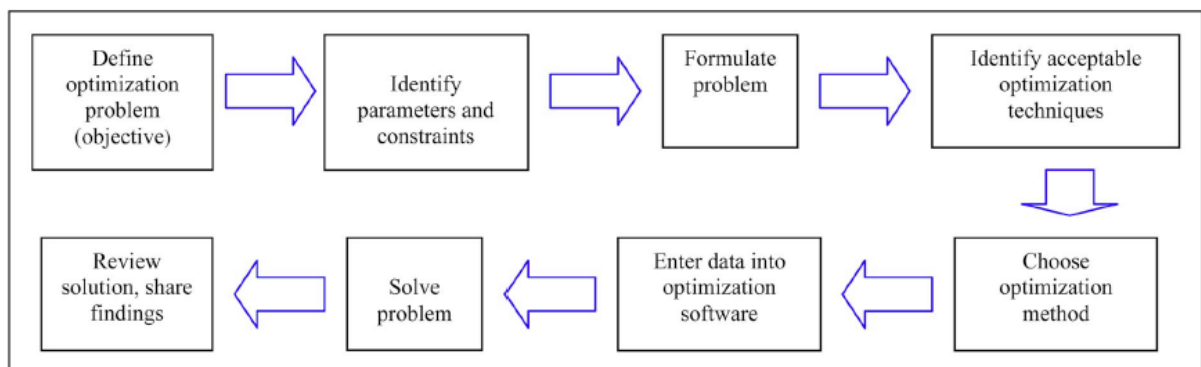 Define
optimization
problem
(objective)
Identify
parameters and
constraints
Formulate
problem
Identify acceptable
optimization
techniques
Choose
optimization
method
Enter data into
optimization
software
Solve
problem
Review
solution, share
findings